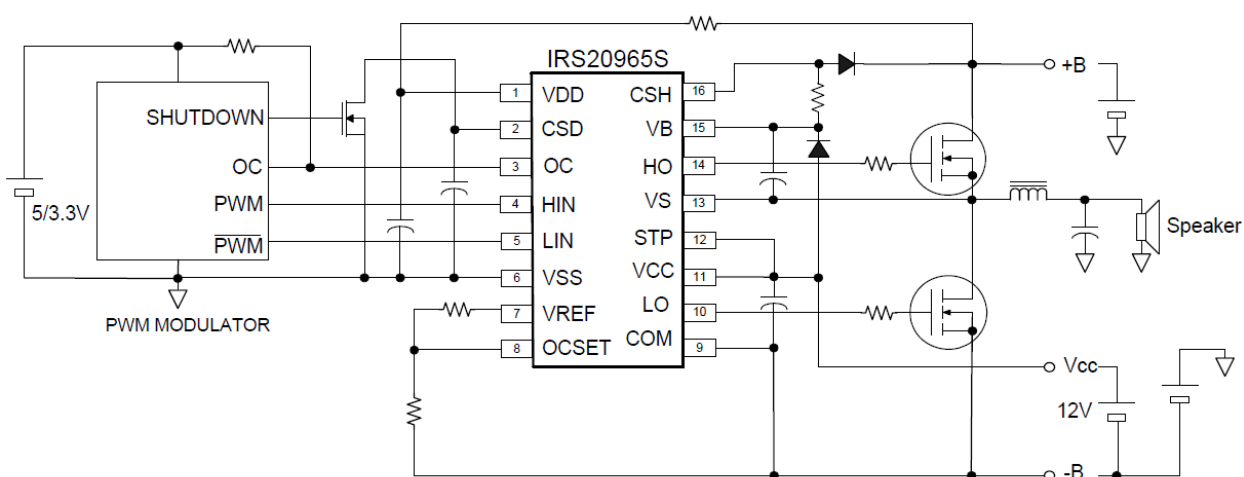 IRS20965S
+B
1 VDD CSH 16
SHUTDOWN
2 CSD VB 15
OC
3 OC HO 14
5/3.3V
PWM
4 HIN VS 13
Speaker
P̅W̅M̅
5 LIN STP 12
6 VSS VCC 11
7 VREF LO 10
PWM MODULATOR
8 OCSET COM 9
Vcc
12V
-B